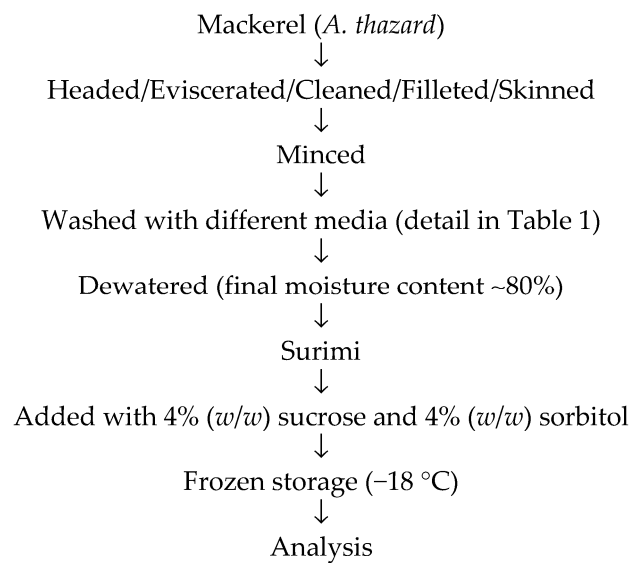 Mackerel (A. thazard)
↓
Headed/Eviscerated/Cleaned/Filleted/Skinned
↓
Minced
↓
Washed with different media (detail in Table 1)
↓
Dewatered (final moisture content ~80%)
↓
Surimi
↓
Added with 4% (w/w) sucrose and 4% (w/w) sorbitol
↓
Frozen storage (−18 °C)
↓
Analysis